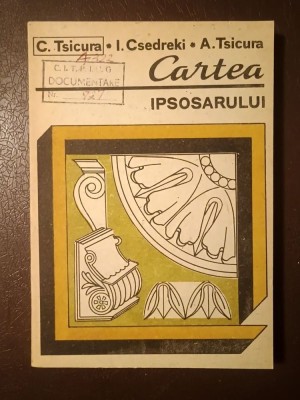 C. Tsicura • I. Csedreki • A. Tsicura
Cartea
DOCUMENTARE
IPSOSARULUI